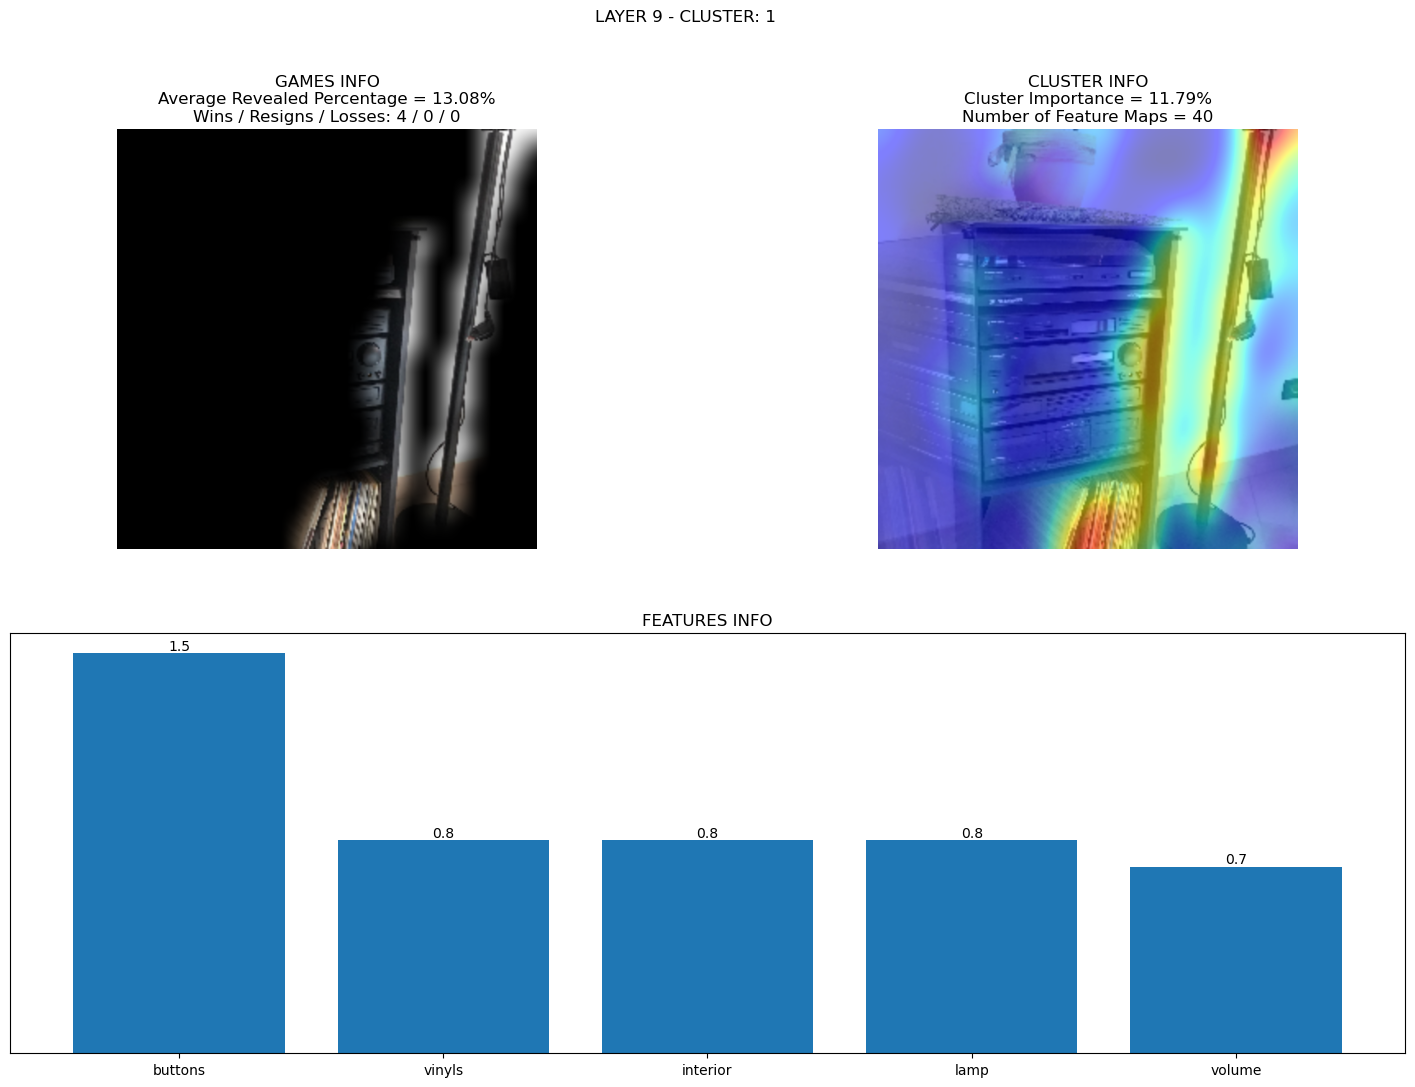 LAYER 9 - CLUSTER: 1
GAMES INFO
Average Revealed Percentage = 13.08%
Wins / Resigns / Losses: 4 / 0 / 0
CLUSTER INFO
Cluster Importance = 11.79%
Number of Feature Maps = 40
FEATURES INFO
1.5
0.8
0.8
0.8
0.7
buttons
vinyls
interior
lamp
volume